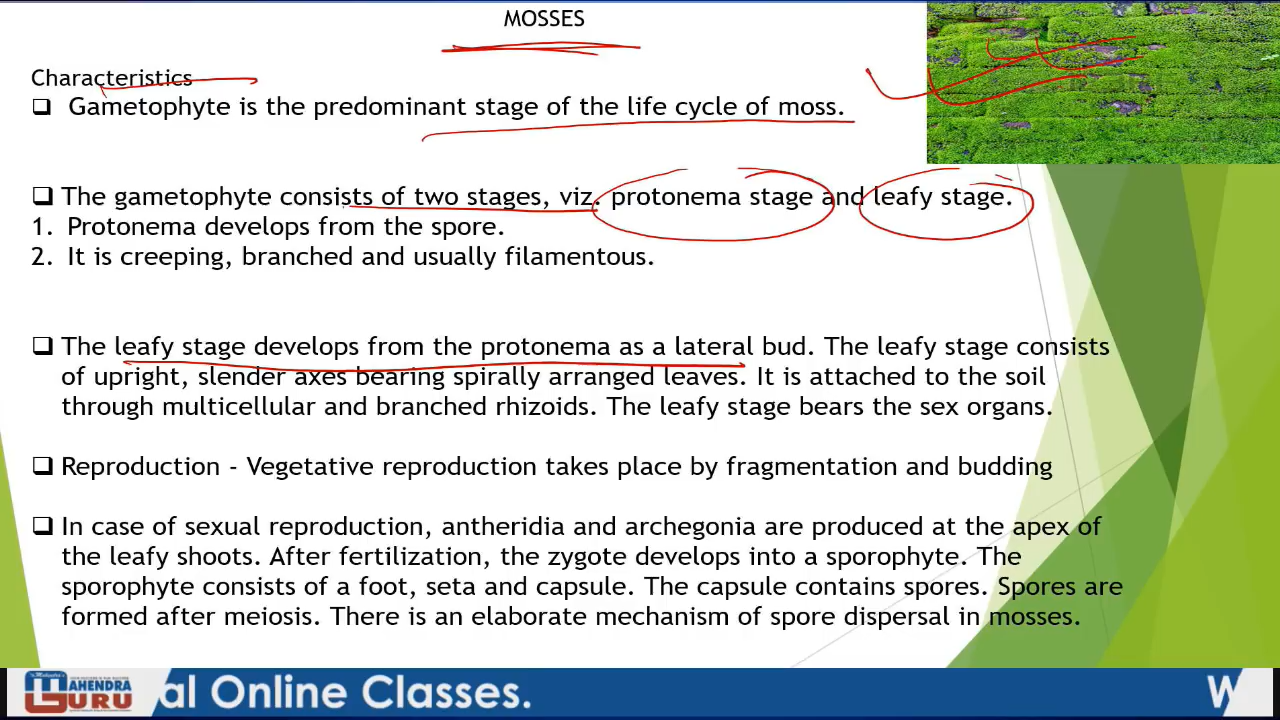 MOSSES
Characteristics
❑ Gametophyte is the predominant stage of the life cycle of moss.
❑ The gametophyte consists of two stages, viz. protonema stage and leafy stage.
1. Protonema develops from the spore.
2. It is creeping, branched and usually filamentous.
❑ The leafy stage develops from the protonema as a lateral bud. The leafy stage consists
of upright, slender axes bearing spirally arranged leaves. It is attached to the soil
through multicellular and branched rhizoids. The leafy stage bears the sex organs.
❑ Reproduction - Vegetative reproduction takes place by fragmentation and budding
❑ In case of sexual reproduction, antheridia and archegonia are produced at the apex of
the leafy shoots. After fertilization, the zygote develops into a sporophyte. The
sporophyte consists of a foot, seta and capsule. The capsule contains spores. Spores are
formed after meiosis. There is an elaborate mechanism of spore dispersal in mosses.
MAHENDRA GURU
al Online Classes. W